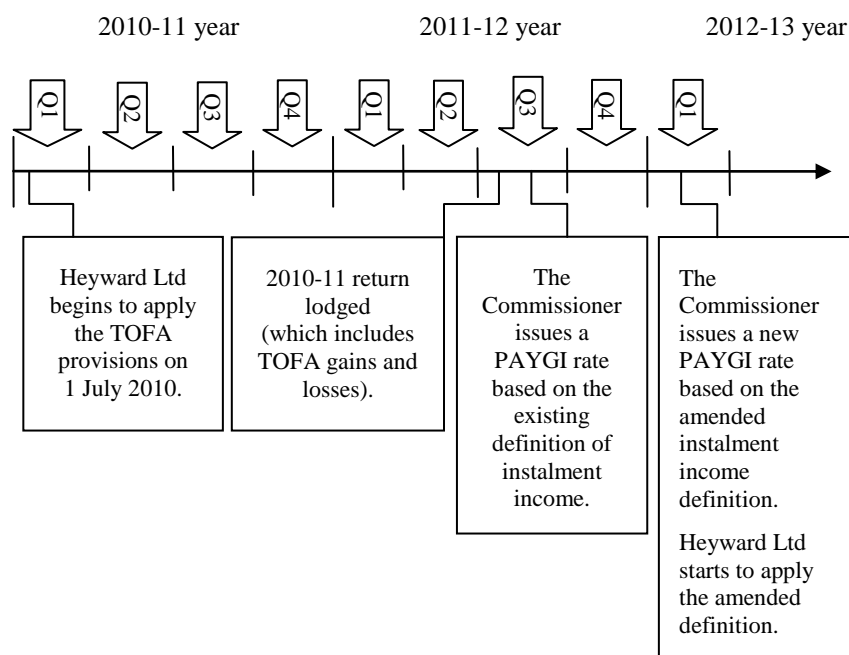 2010-11 year 2011-12 year 2012-13 year
Q1 Q2 Q3 Q4 Q1 Q2 Q3 Q4 Q1
Heyward Ltd
begins to apply
the TOFA
provisions on
1 July 2010.
2010-11 return
lodged
(which includes
TOFA gains and
losses).
The
Commissioner
issues a
PAYGI rate
based on the
existing
definition of
instalment
income.
The
Commissioner
issues a new
PAYGI rate
based on the
amended
instalment
income
definition.
Heyward Ltd
starts to apply
the amended
definition.